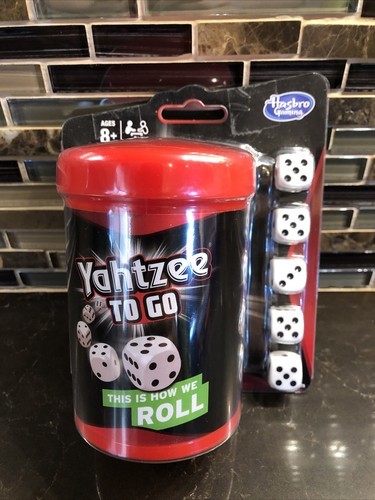 AGES
8+
Hasbro
Gaming
Yahtzee
TO GO
THIS IS HOW WE
ROLL